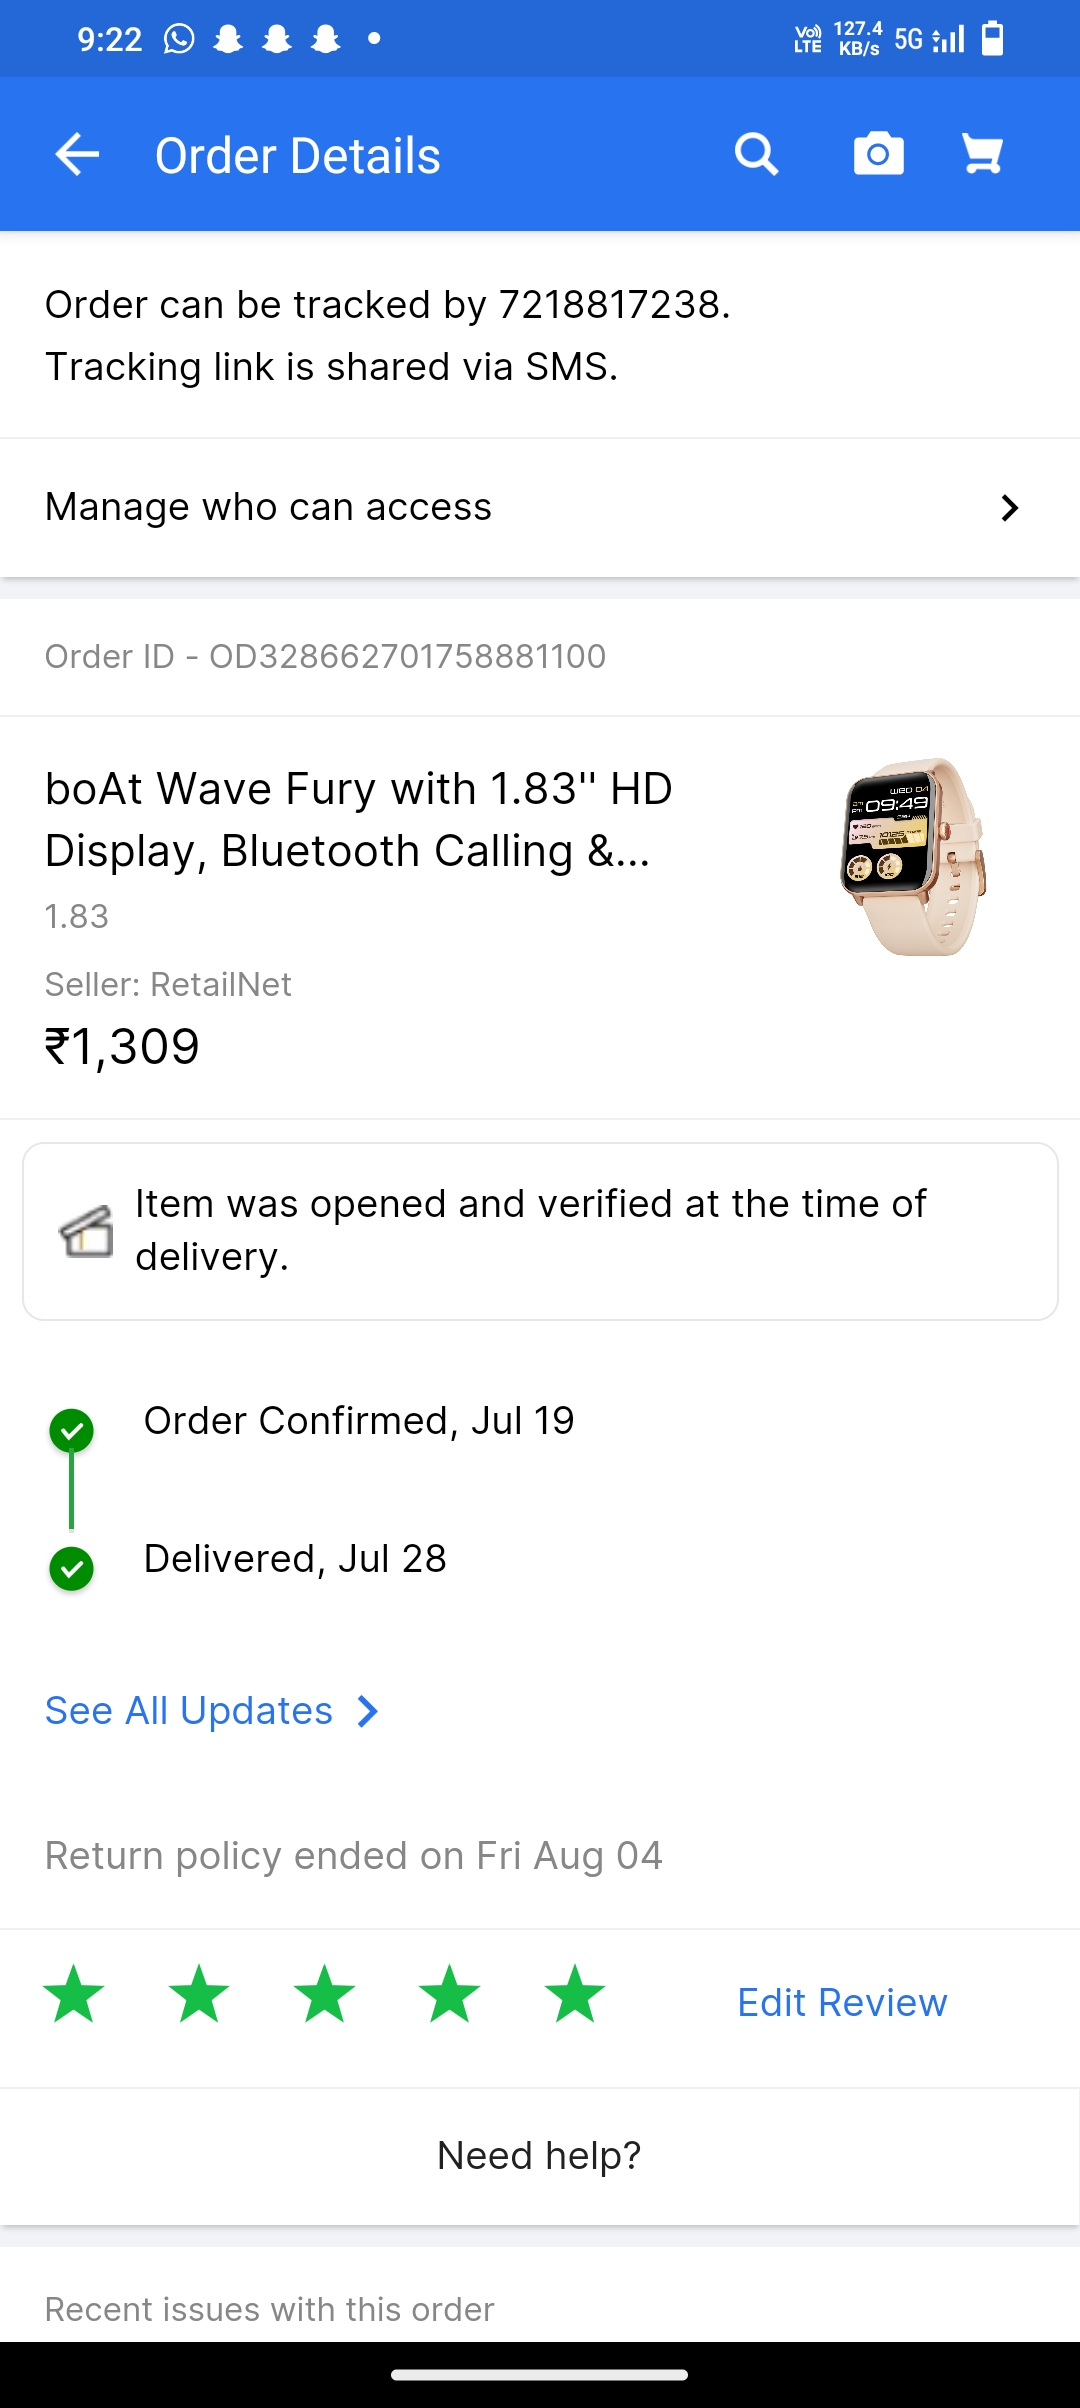 9:22
Vo)) LTE 127.4 KB/s 5G
Order Details
Order can be tracked by 7218817238.
Tracking link is shared via SMS.
Manage who can access
Order ID - OD328662701758881100
boAt Wave Fury with 1.83" HD
Display, Bluetooth Calling &...
1.83
Seller: RetailNet
₹1,309
WED 04
09:49
Item was opened and verified at the time of
delivery.
Order Confirmed, Jul 19
Delivered, Jul 28
See All Updates
Return policy ended on Fri Aug 04
Edit Review
Need help?
Recent issues with this order